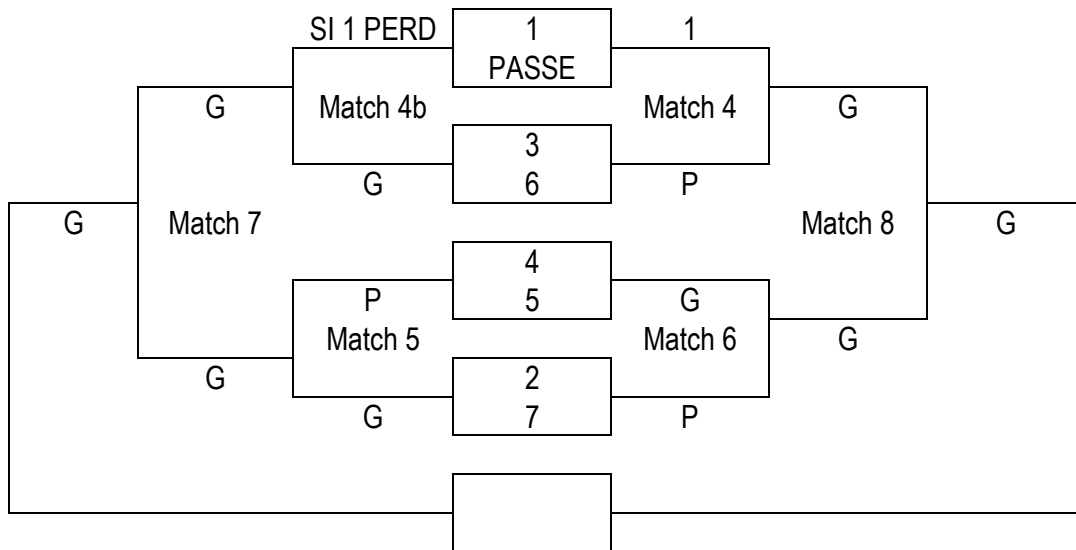 SI 1 PERD 1 1
PASSE
G Match 4b Match 4 G
3
G 6 P
G Match 7 Match 8 G
4
P 5 G
Match 5 Match 6 G
G 2
G 7 P